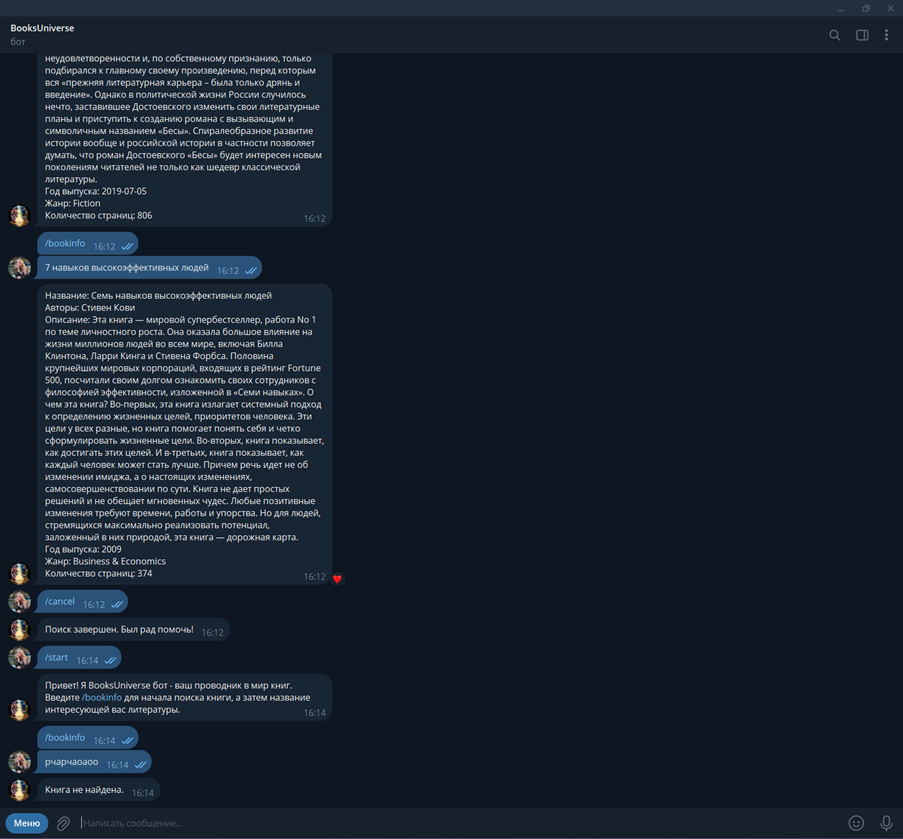 BooksUniverse
бот
неудовлетворенности и, по собственному признанию, только
подбирался к главному своему произведению, перед которым
вся «прежняя литературная карьера – была только дрянь и
введение». Однако в политической жизни России случилось
нечто, заставившее Достоевского изменить свои литературные
планы и приступить к созданию романа с вызывающим и
символичным названием «Бесы». Спиралеобразное развитие
истории вообще и российской истории в частности позволяет
думать, что роман Достоевского «Бесы» будет интересен новым
поколениям читателей не только как шедевр классической
литературы.
Год выпуска: 2019-07-05
Жанр: Fiction
Количество страниц: 806
16:12
/bookinfo 16:12
7 навыков высокоэффективных людей 16:12
Название: Семь навыков высокоэффективных людей
Авторы: Стивен Кови
Описание: Эта книга — мировой супербестселлер, работа No 1
по теме личностного роста. Она оказала большое влияние на
жизни миллионов людей во всем мире, включая Билла
Клинтона, Ларри Кинга и Стивена Форбса. Половина
крупнейших мировых корпораций, входящих в рейтинг Fortune
500, посчитали своим долгом ознакомить своих сотрудников с
философией эффективности, изложенной в «Семи навыках». О
чем эта книга? Во-первых, эта книга излагает системный подход
к определению жизненных целей, приоритетов человека. Эти
цели у всех разные, но книга помогает понять себя и четко
сформулировать жизненные цели. Во-вторых, книга показывает,
как достигать этих целей. И в-третьих, книга показывает, как
каждый человек может стать лучше. Причем речь идет не об
изменении имиджа, а о настоящих изменениях,
самосовершенствовании по сути. Книга не дает простых
решений и не обещает мгновенных чудес. Любые позитивные
изменения требуют времени, работы и упорства. Но для людей,
стремящихся максимально реализовать потенциал,
заложенный в них природой, эта книга — дорожная карта.
Год выпуска: 2009
Жанр: Business & Economics
Количество страниц: 374
16:12
/cancel 16:12
Поиск завершен. Был рад помочь! 16:12
/start 16:14
Привет! Я BooksUniverse бот - ваш проводник в мир книг.
Введите /bookinfo для начала поиска книги, а затем название
интересующей вас литературы.
16:14
/bookinfo 16:14
рчарчаоаоо 16:14
Книга не найдена. 16:14
Меню
Написать сообщение...